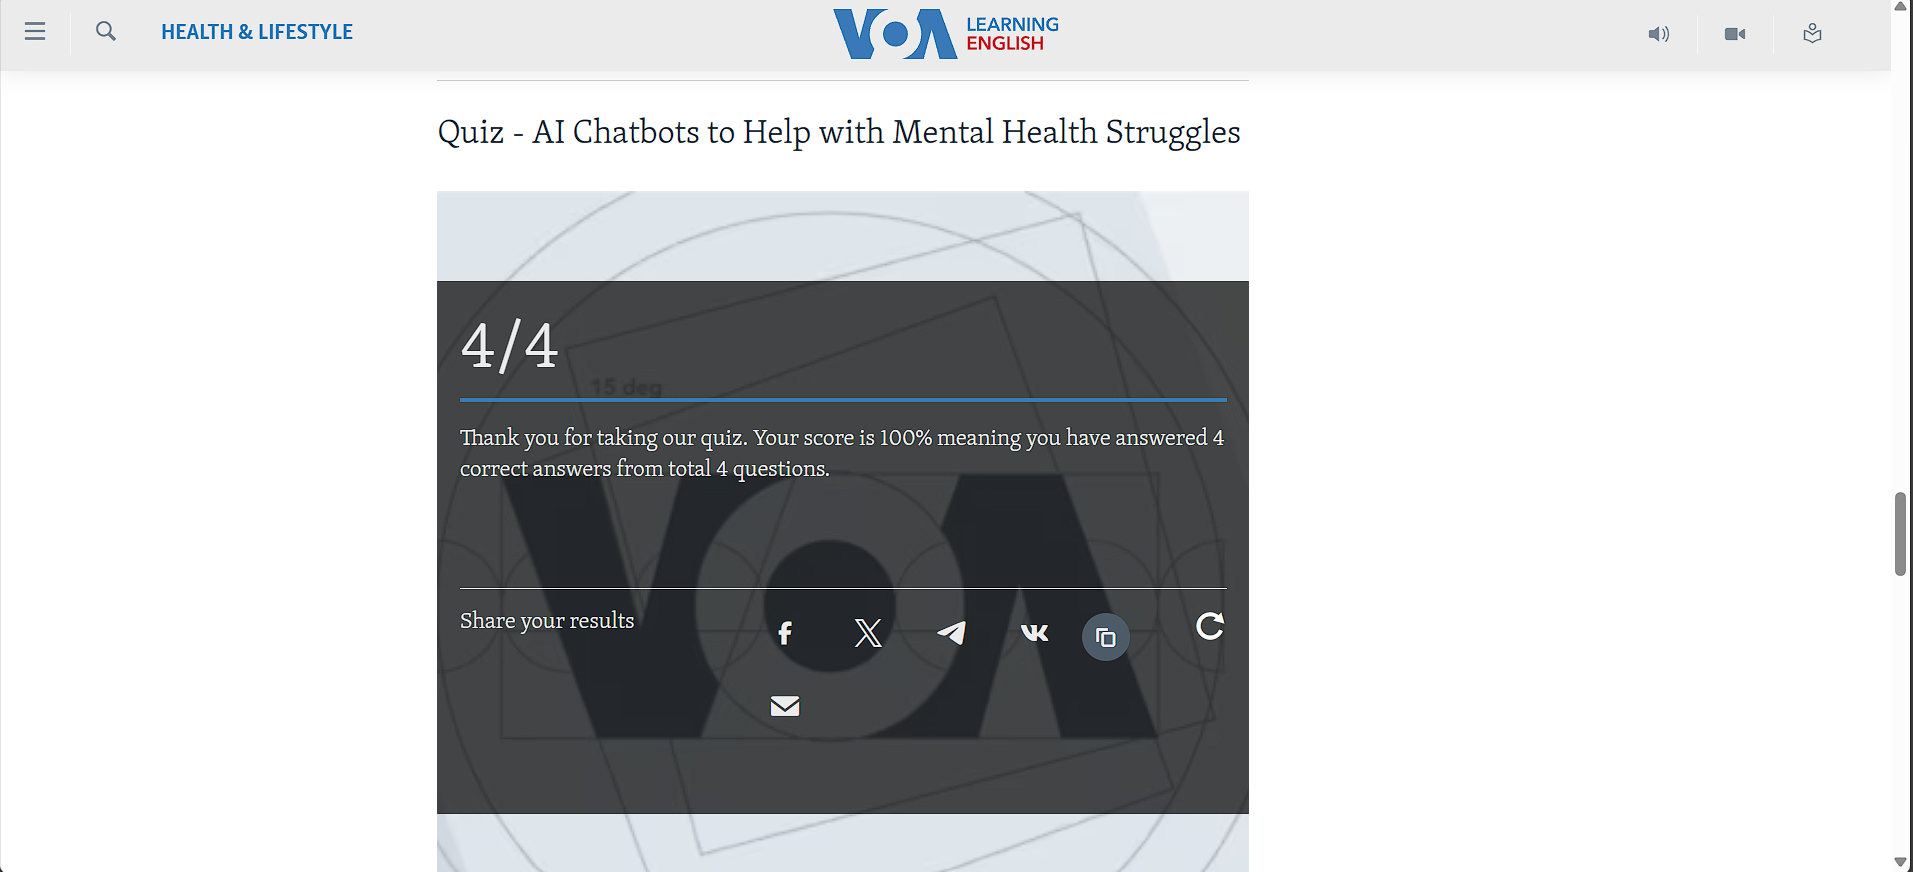 HEALTH & LIFESTYLE
VOA
LEARNING
ENGLISH
Quiz - AI Chatbots to Help with Mental Health Struggles
4/4
15 deg
Thank you for taking our quiz. Your score is 100% meaning you have answered 4
correct answers from total 4 questions.
VOA
Share your results